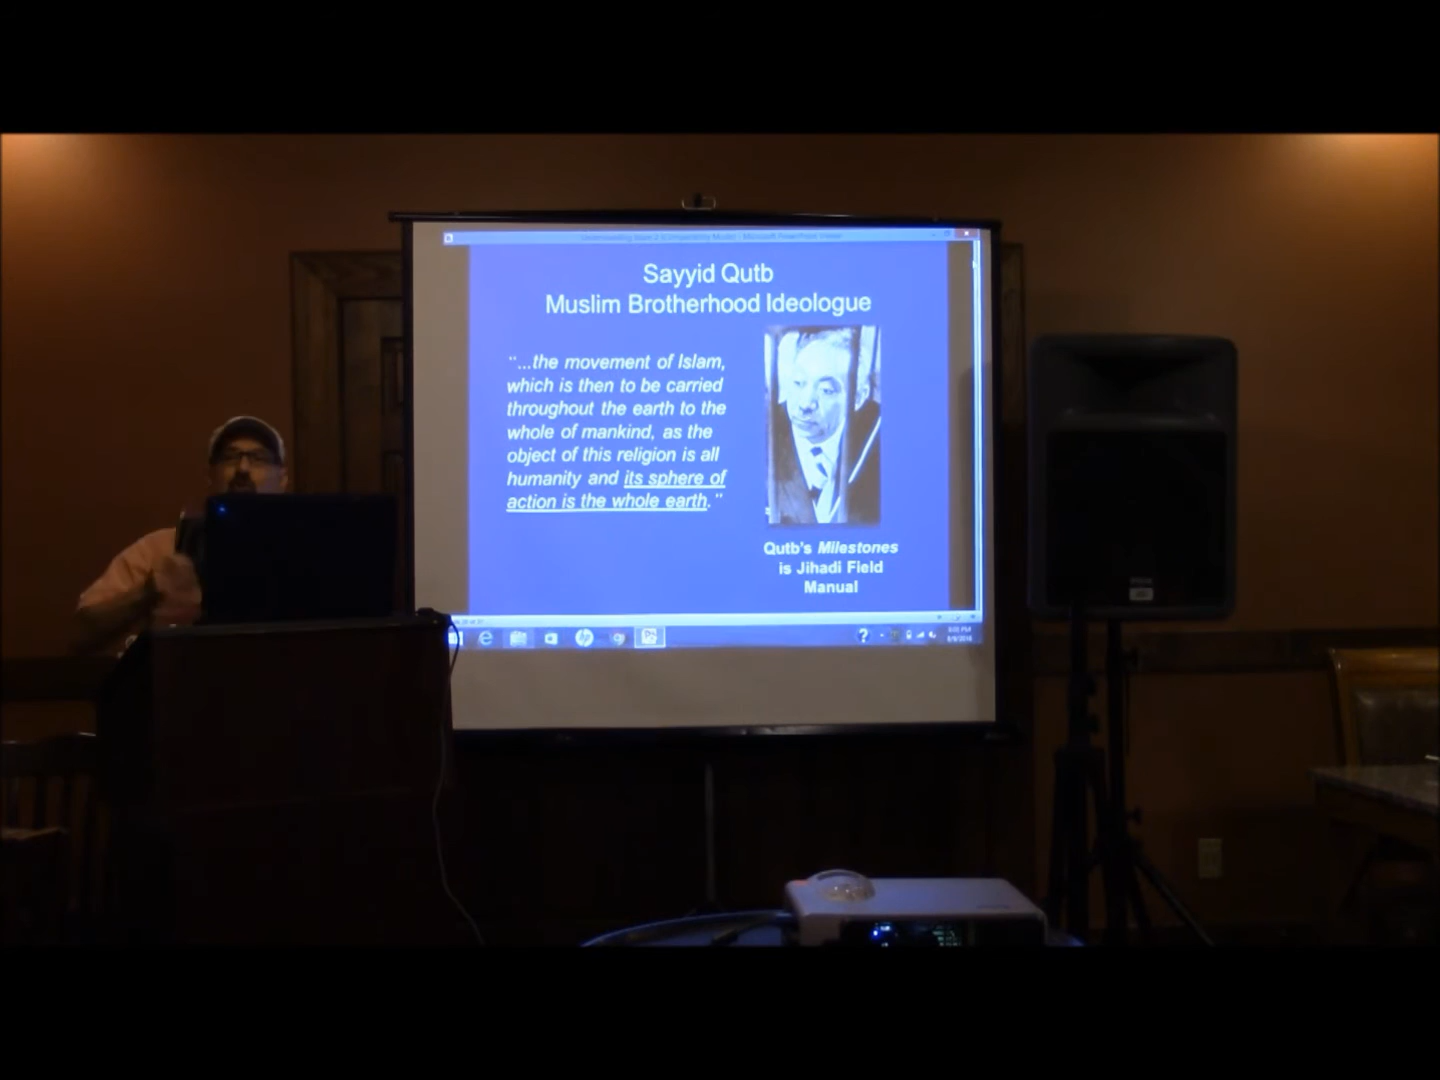 Sayyid Qutb
Muslim Brotherhood Ideologue
"...the movement of Islam,
which is then to be carried
throughout the earth to the
whole of mankind, as the
object of this religion is all
humanity and its sphere of
action is the whole earth."
Qutb's Milestones
is Jihadi Field
Manual